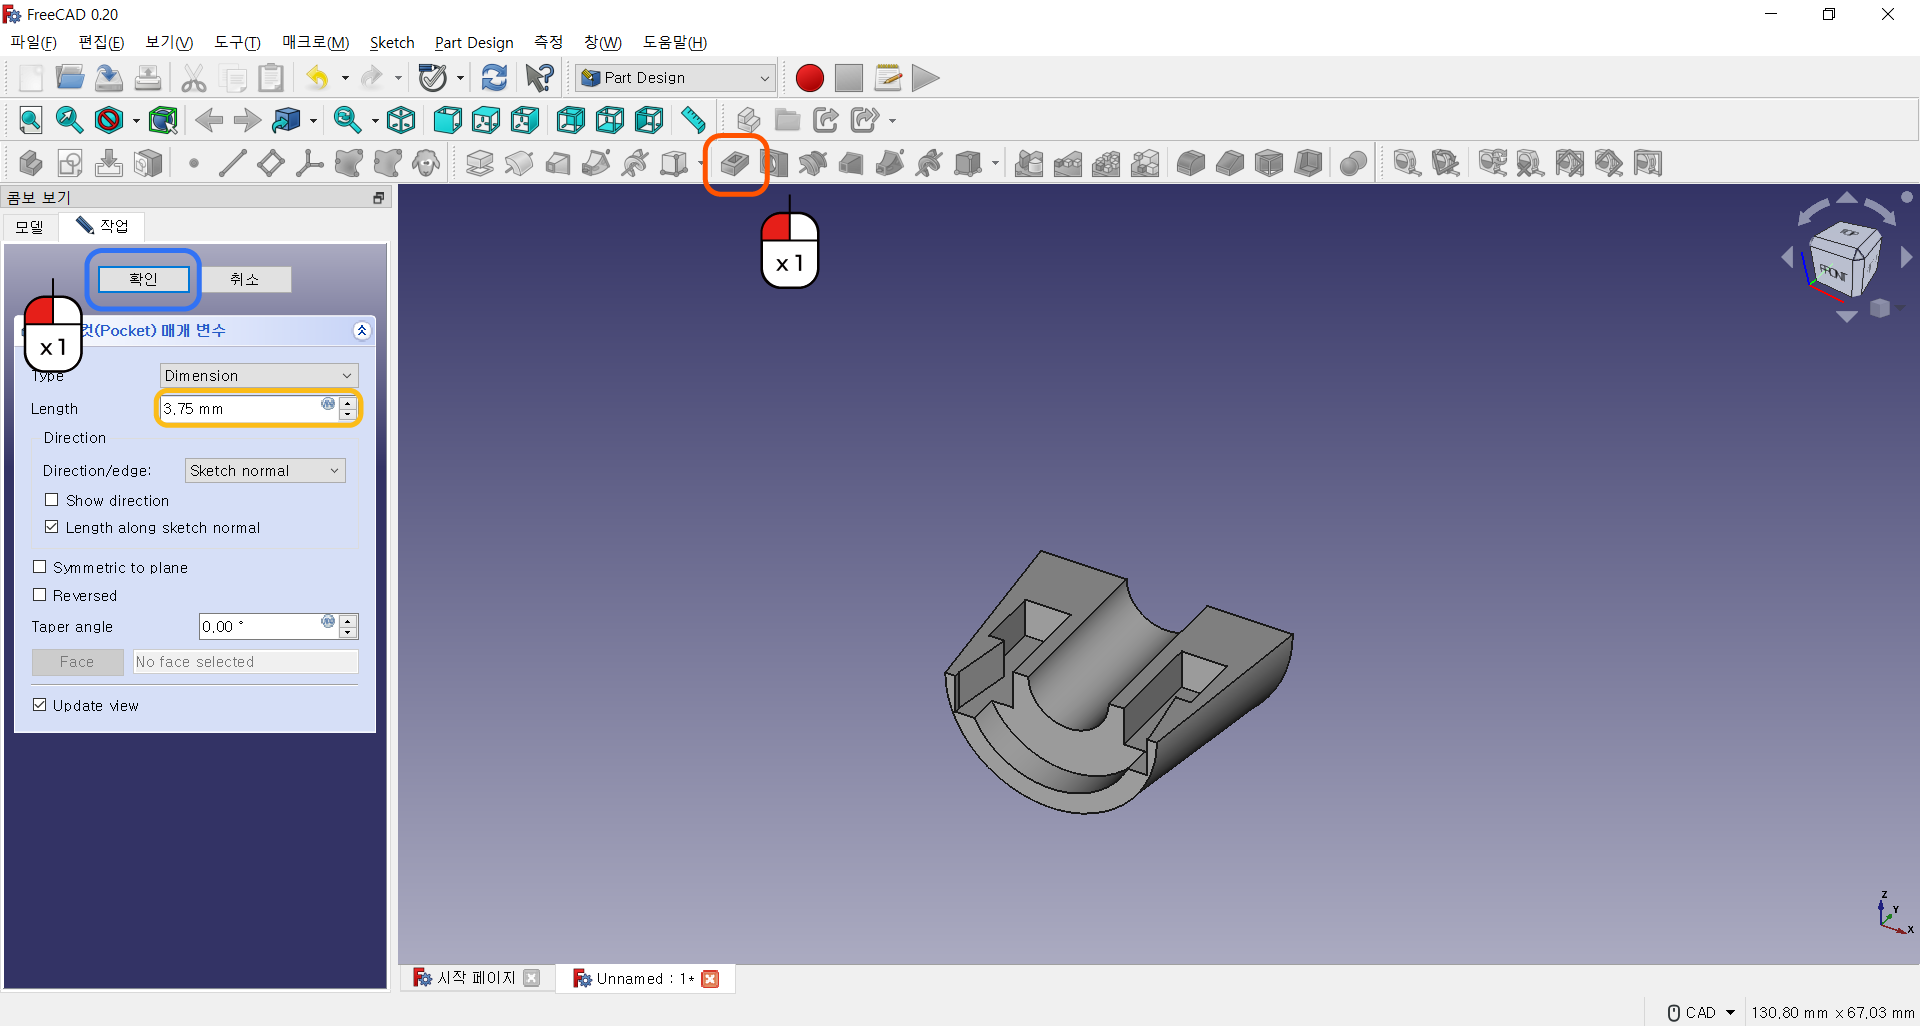 FreeCAD 0.20
파일(F) 편집(E) 보기(V) 도구(T) 매크로(M) Sketch Part Design 측정 창(W) 도움말(H)
Part Design
콤보 보기
모델 작업
확인 취소
x1
x1
컷(Pocket) 매개 변수
Type Dimension
Length 3.75 mm
Direction
Direction/edge: Sketch normal
Show direction
Length along sketch normal
Symmetric to plane
Reversed
Taper angle 0.00 °
Face No face selected
Update view
TOP
FRONT
Z
Y
X
시작 페이지 Unnamed : 1*
CAD 130.80 mm x 67.03 mm